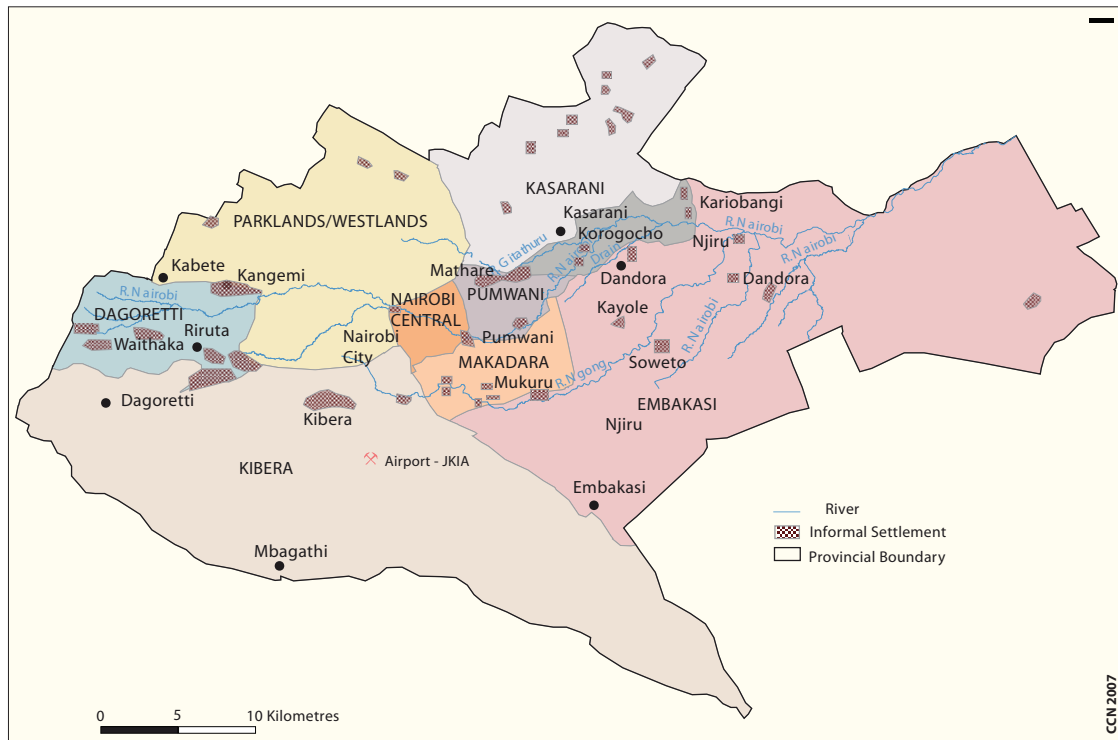 KASARANI
Kasarani
Kariobangi
PARKLANDS/WESTLANDS
R.Nairobi
Korogocho
Njiru
R.Gitathuru
R.Nairobi
R.Nairobi
Drain
Kabete
Kangemi
Mathare
Dandora
Dandora
R.Nairobi
NAIROBI
CENTRAL
PUMWANI
DAGORETTI
Kayole
R.Nairobi
Riruta
Waithaka
Nairobi
City
Pumwani
MAKADARA
Soweto
Mukuru
R.Ngong
EMBAKASI
Dagoretti
Kibera
Njiru
KIBERA
Airport - JKIA
Embakasi
River
Informal Settlement
Provincial Boundary
Mbagathi
0 5 10 Kilometres
CCN 2007